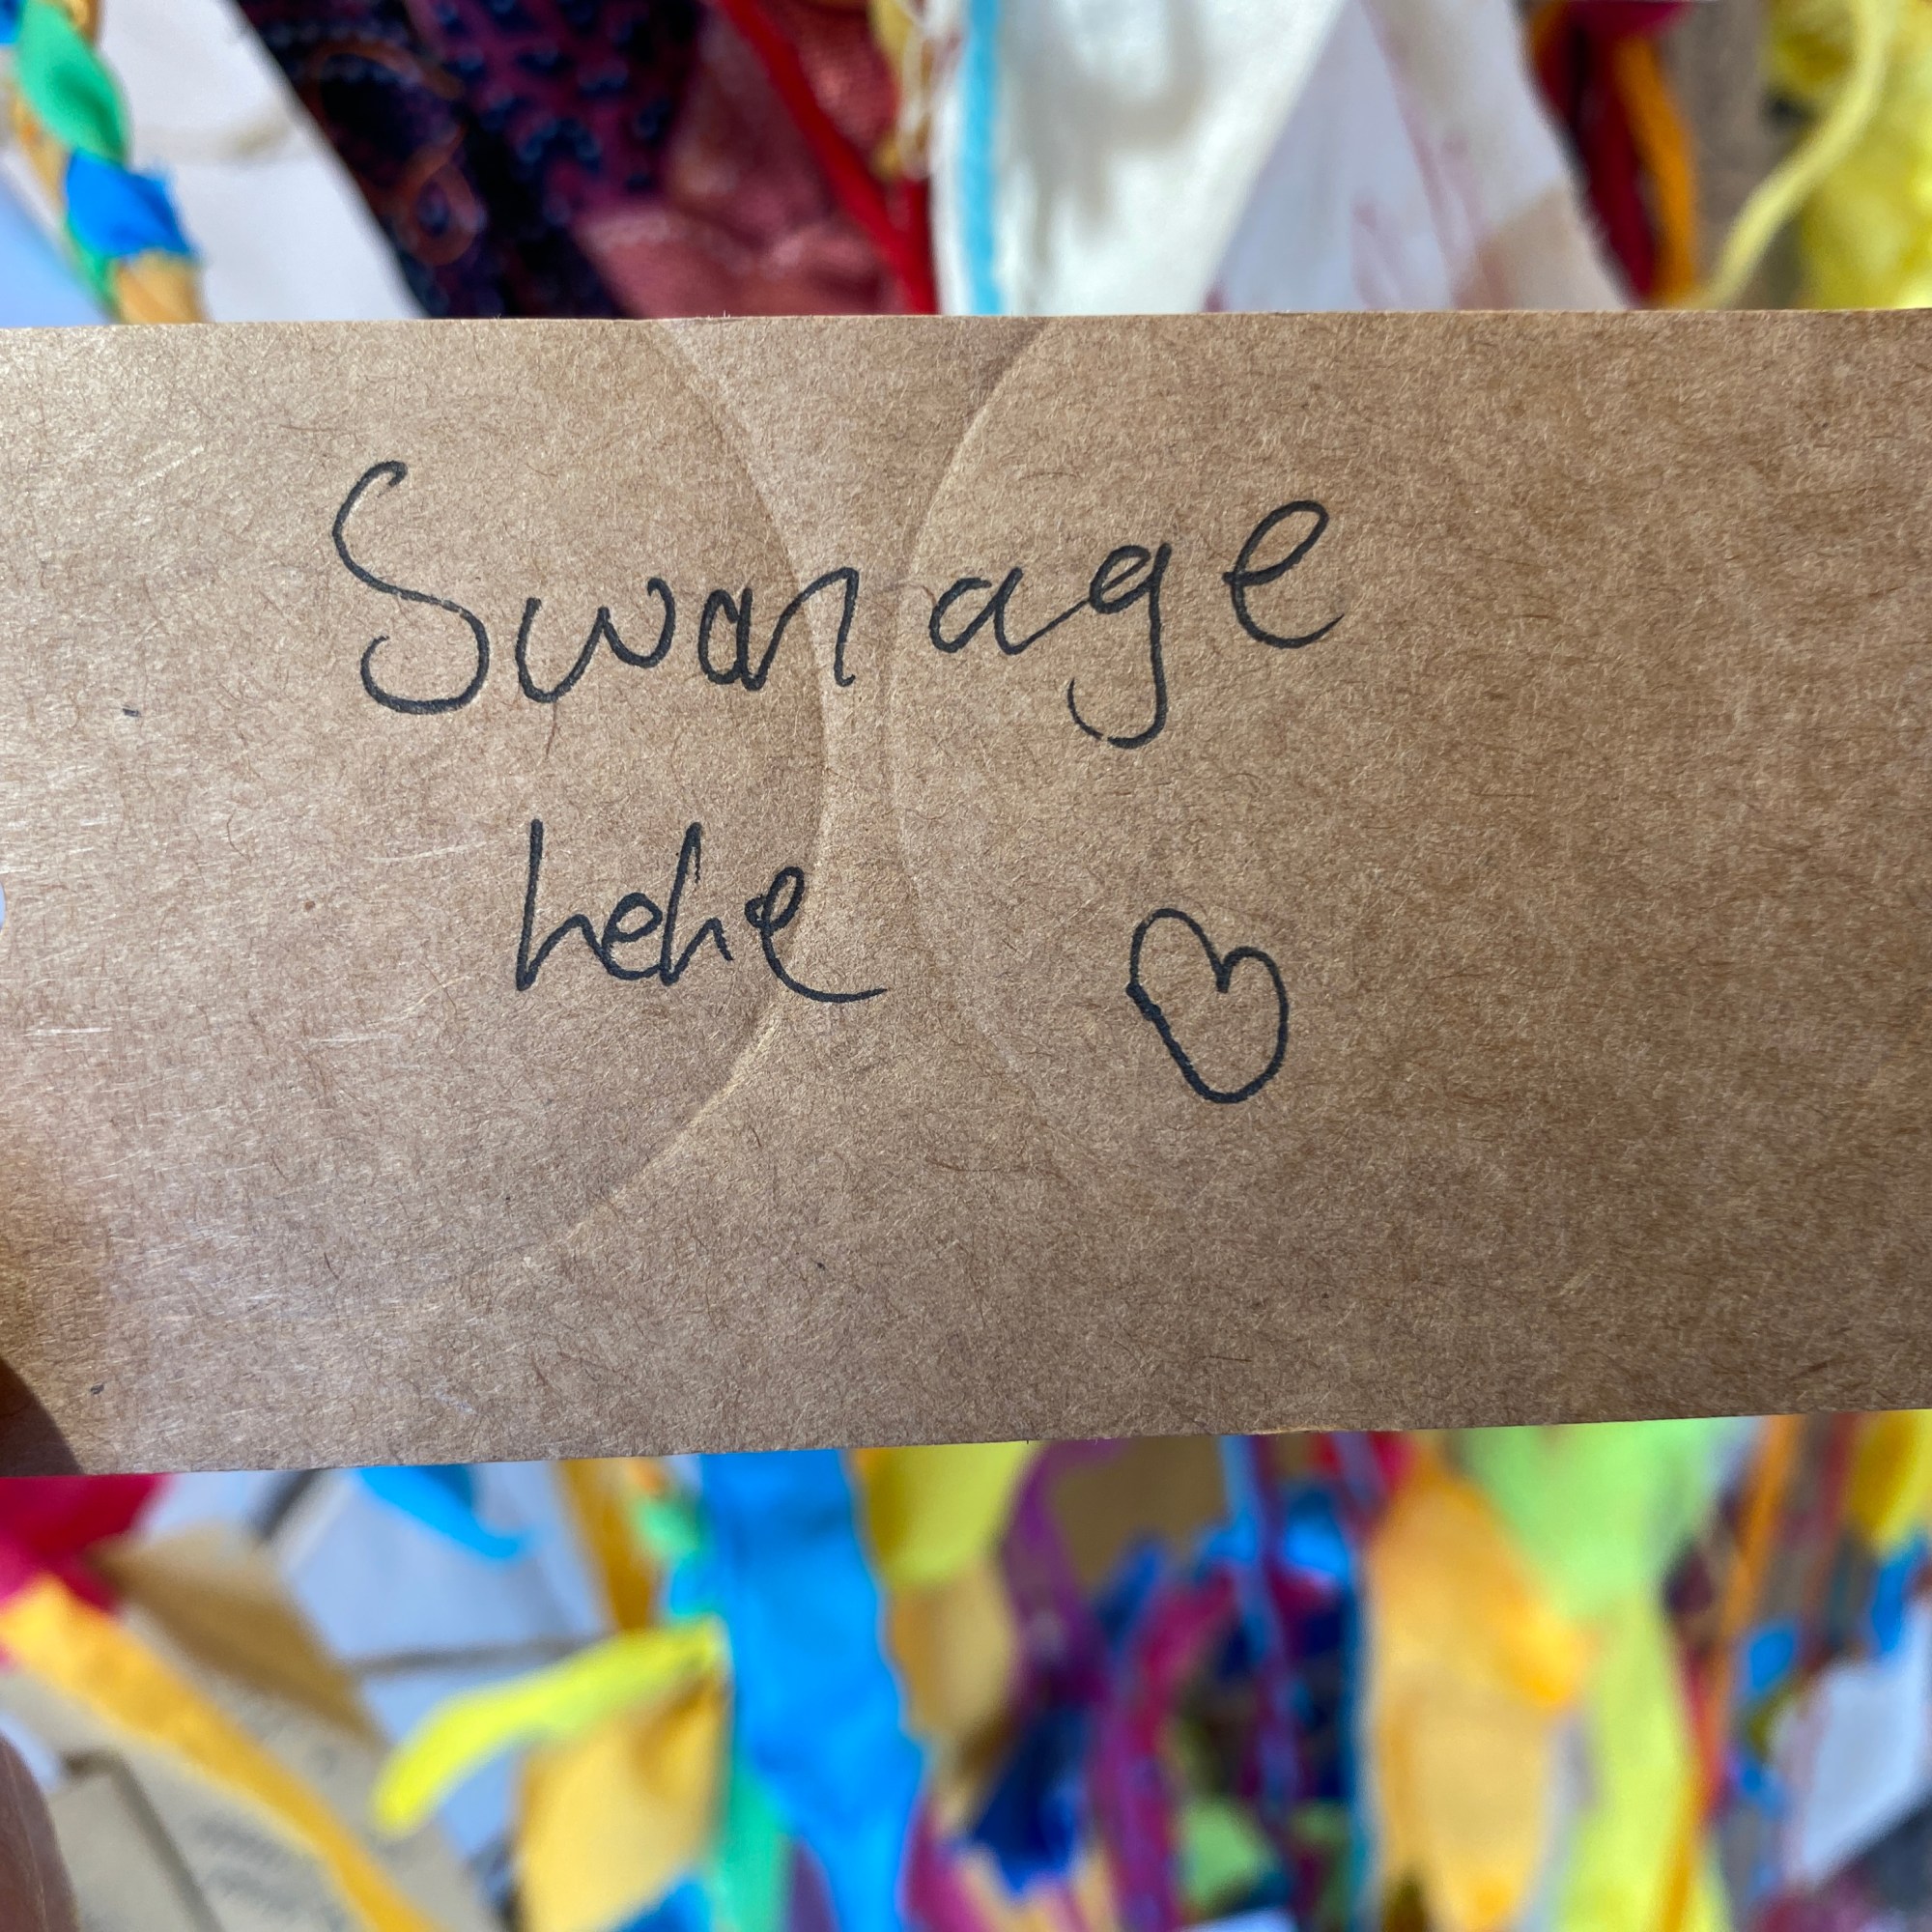 Swanage
hehe ♡